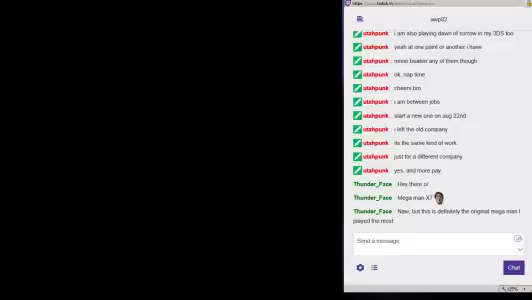 https
awp82
utahpunk : i am also playing dawn of sorrow in my 3DS too
utahpunk : yeah at one point or another i have
utahpunk : never beaten any of them though
utahpunk : ok, nap time
utahpunk : cheers bro
utahpunk : i am between jobs
utahpunk : start a new one on aug 22nd
utahpunk : i left the old company
utahpunk : its the same kind of work
utahpunk : just for a different company
utahpunk : yes, and more pay
Thunder_Face : Hey there o/
Thunder_Face : Mega man X7
Thunder_Face : Naw, but this is definitely the original mega man I
played the most
Send a message
Chat